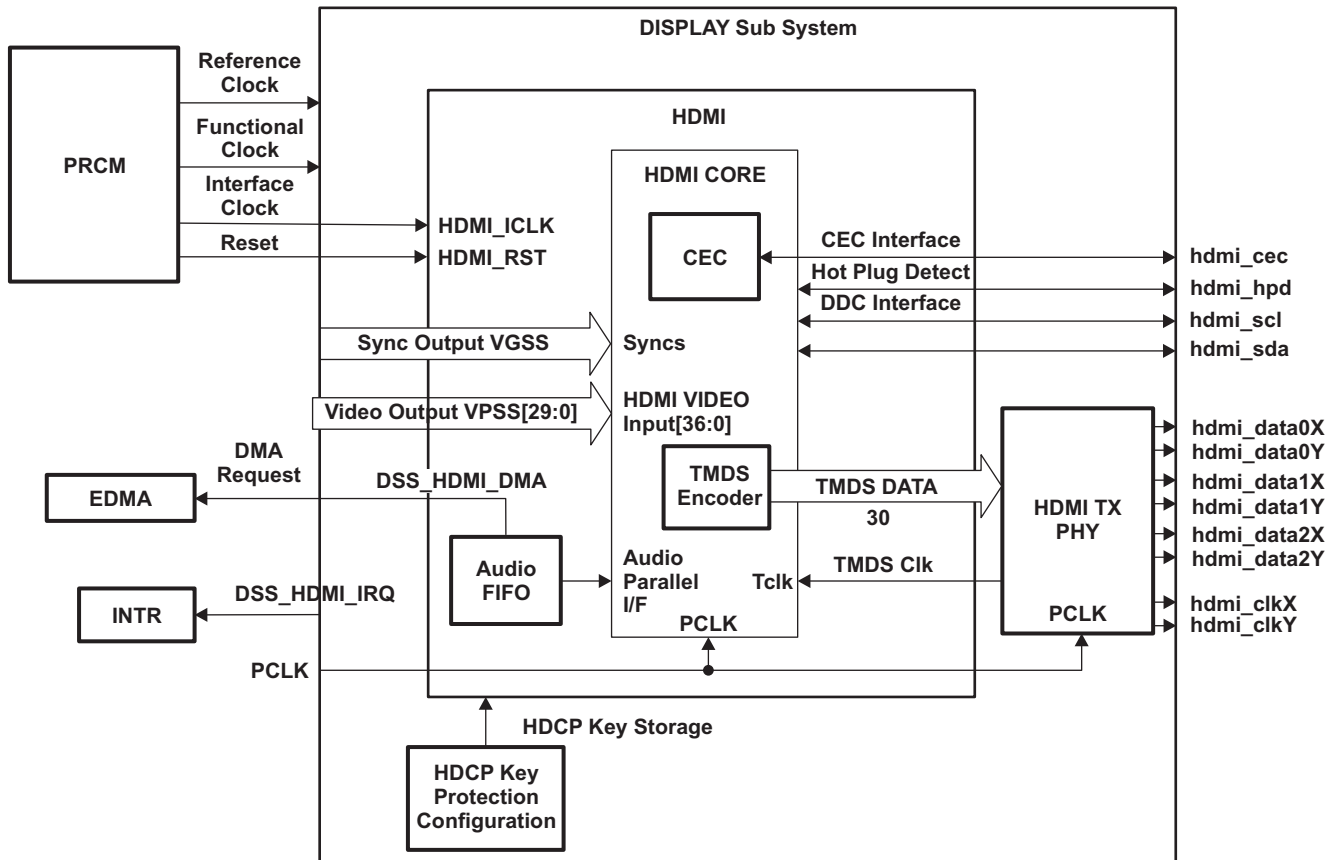 DISPLAY Sub System
PRCM
Reference
Clock
Functional
Clock
Interface
Clock
Reset
HDMI
HDMI_ICLK
HDMI_RST
HDMI CORE
CEC
CEC Interface
Hot Plug Detect
DDC Interface
hdmi_cec
hdmi_hpd
hdmi_scl
hdmi_sda
Sync Output VGSS
Syncs
Video Output VPSS[29:0]
HDMI VIDEO
Input[36:0]
DMA
Request
EDMA
DSS_HDMI_DMA
TMDS
Encoder
TMDS DATA
30
HDMI TX
PHY
PCLK
hdmi_data0X
hdmi_data0Y
hdmi_data1X
hdmi_data1Y
hdmi_data2X
hdmi_data2Y
hdmi_clkX
hdmi_clkY
INTR
DSS_HDMI_IRQ
Audio
FIFO
Audio
Parallel
I/F
Tclk
TMDS Clk
PCLK
PCLK
HDCP Key Storage
HDCP Key
Protection
Configuration